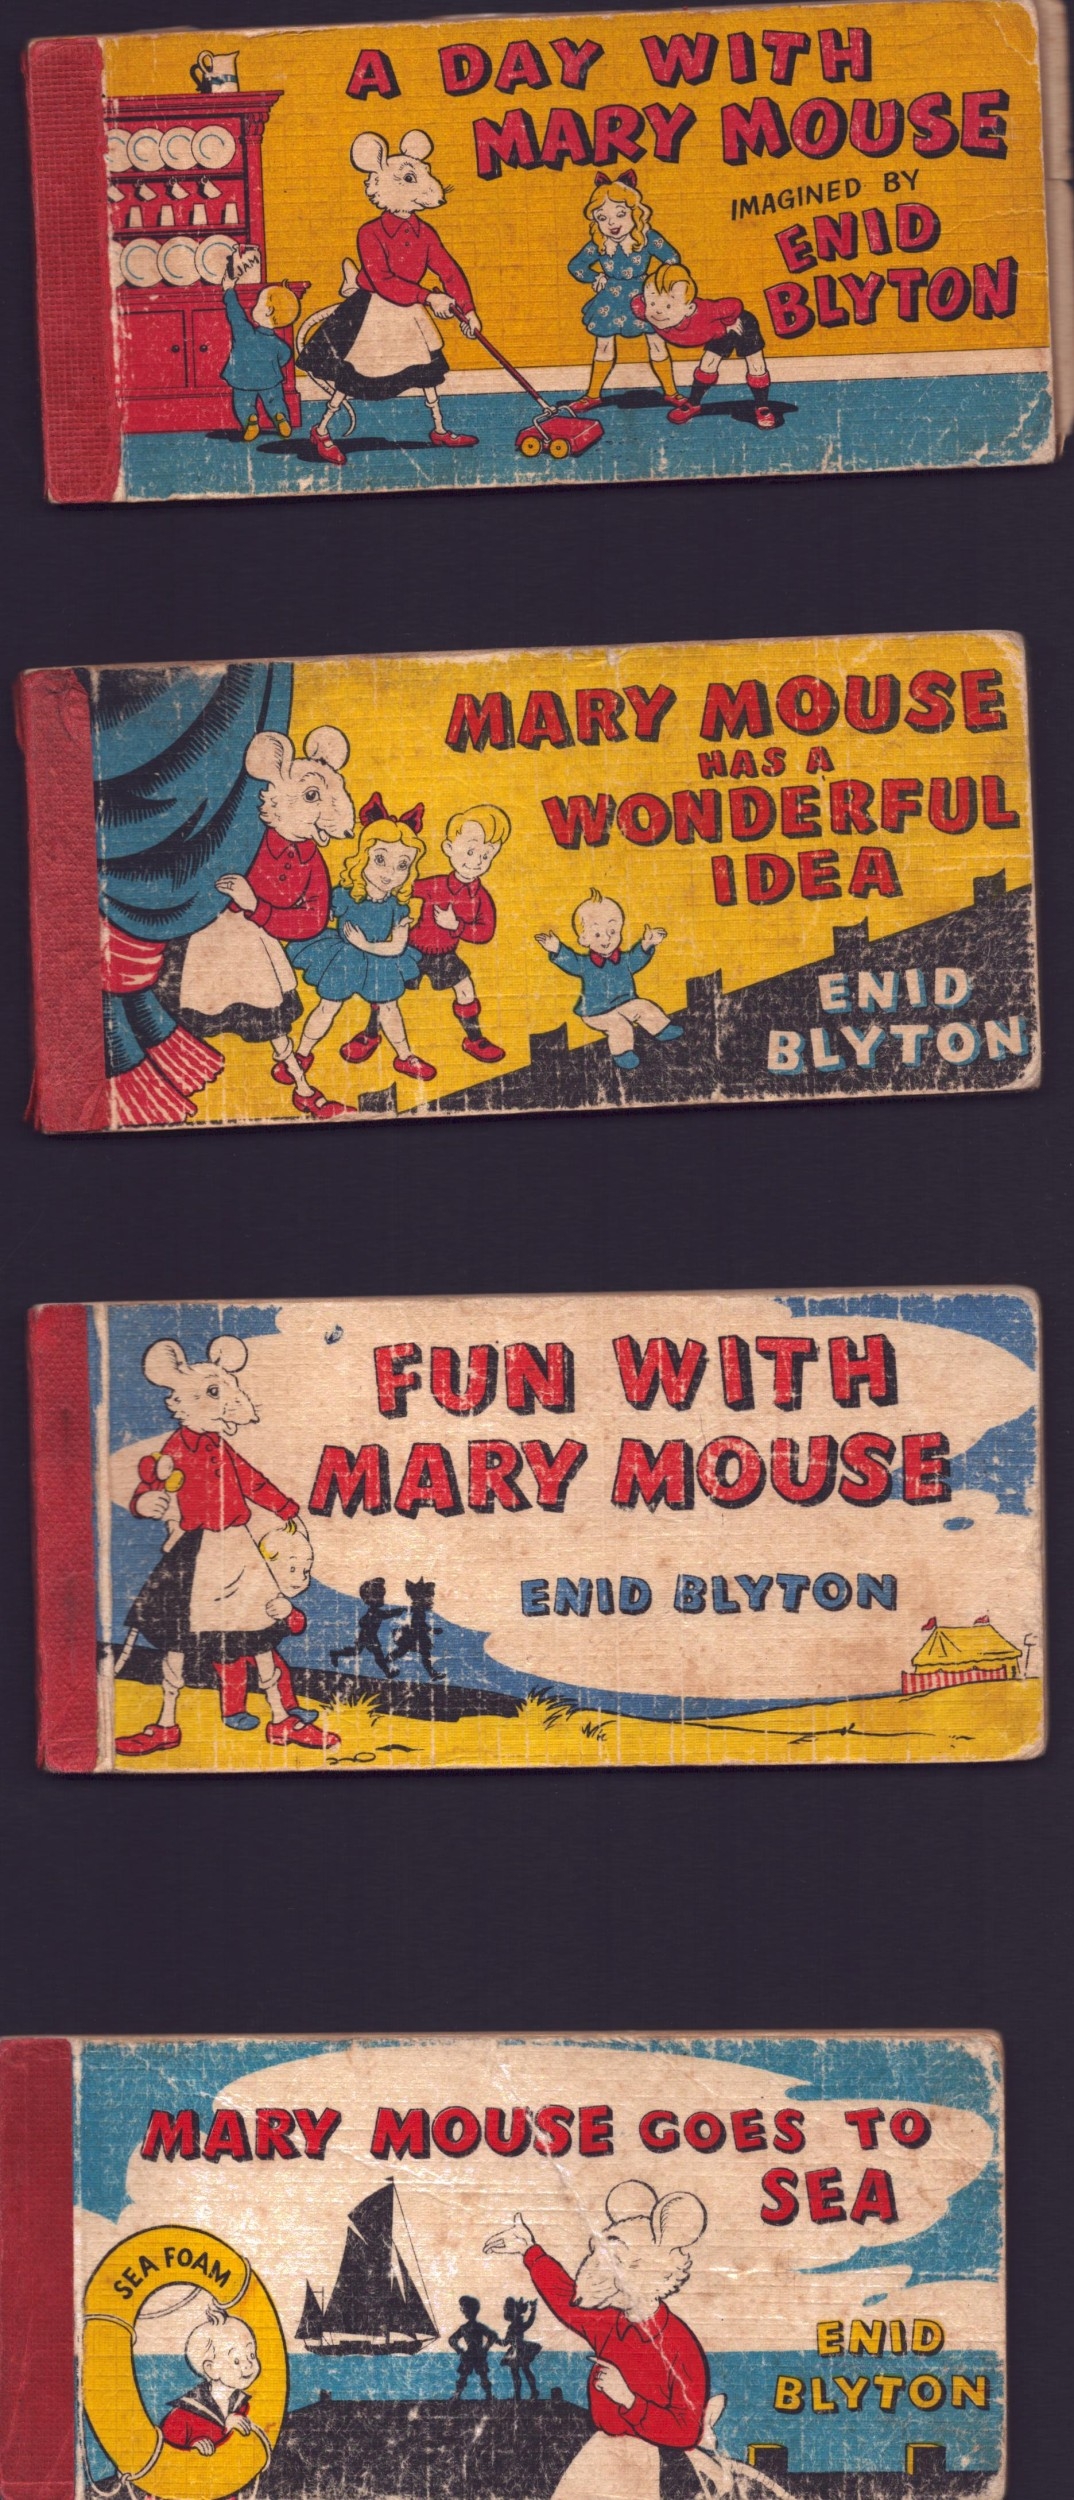 A DAY WITH
MARY MOUSE
IMAGINED BY
ENID
BLYTON
JAM
MARY MOUSE
HAS A
WONDERFUL
IDEA
ENID
BLYTON
FUN WITH
MARY MOUSE
ENID BLYTON
MARY MOUSE GOES TO
SEA
SEA FOAM
ENID
BLYTON